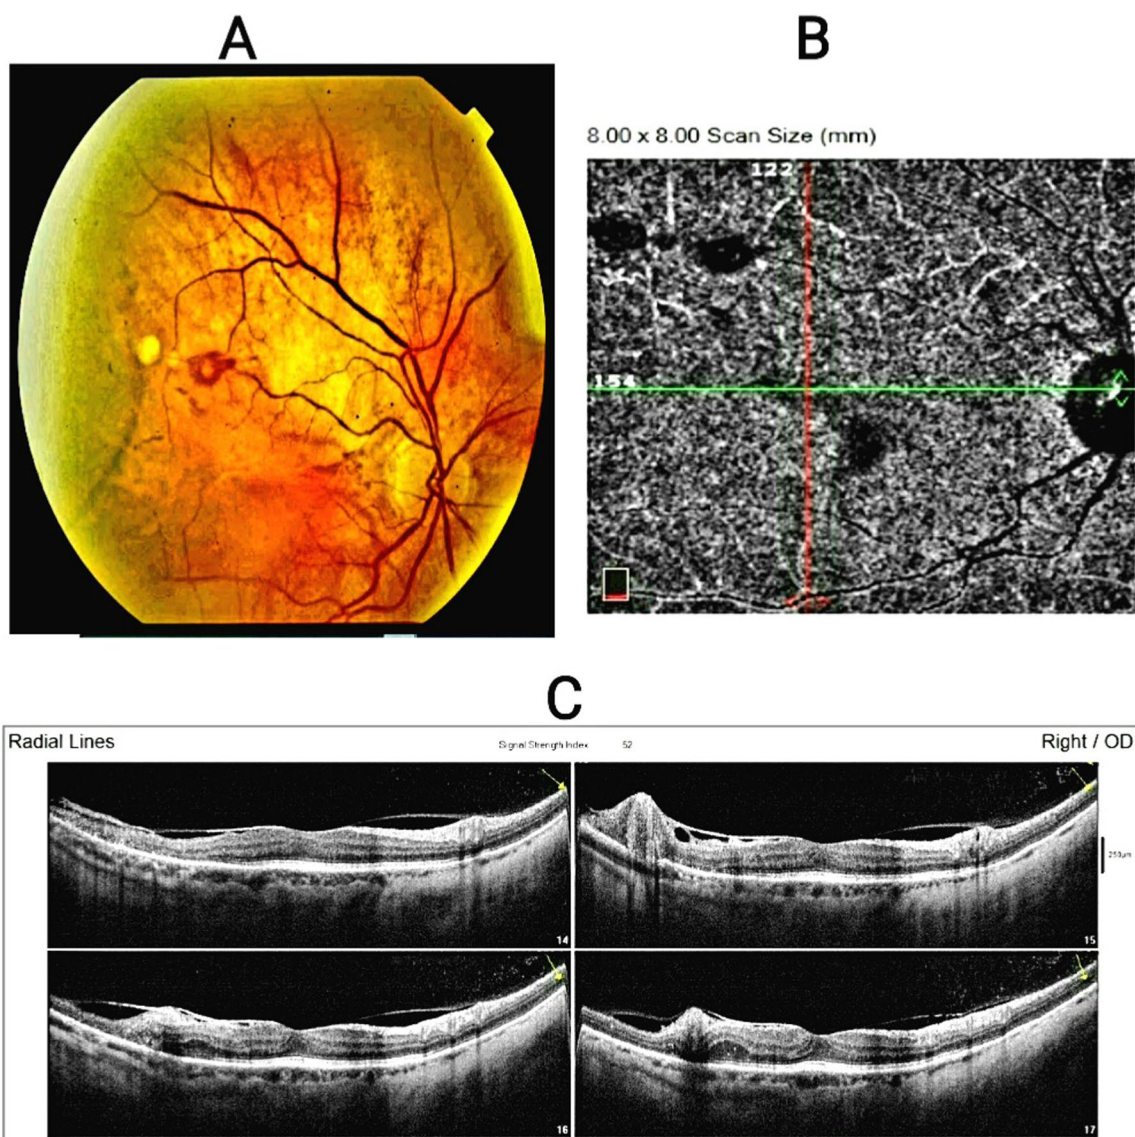 A
B
8.00 x 8.00 Scan Size (mm)
122
154
C
Radial Lines
Signal Strength Index 52
Right / OD
14
15
250µm
16
17